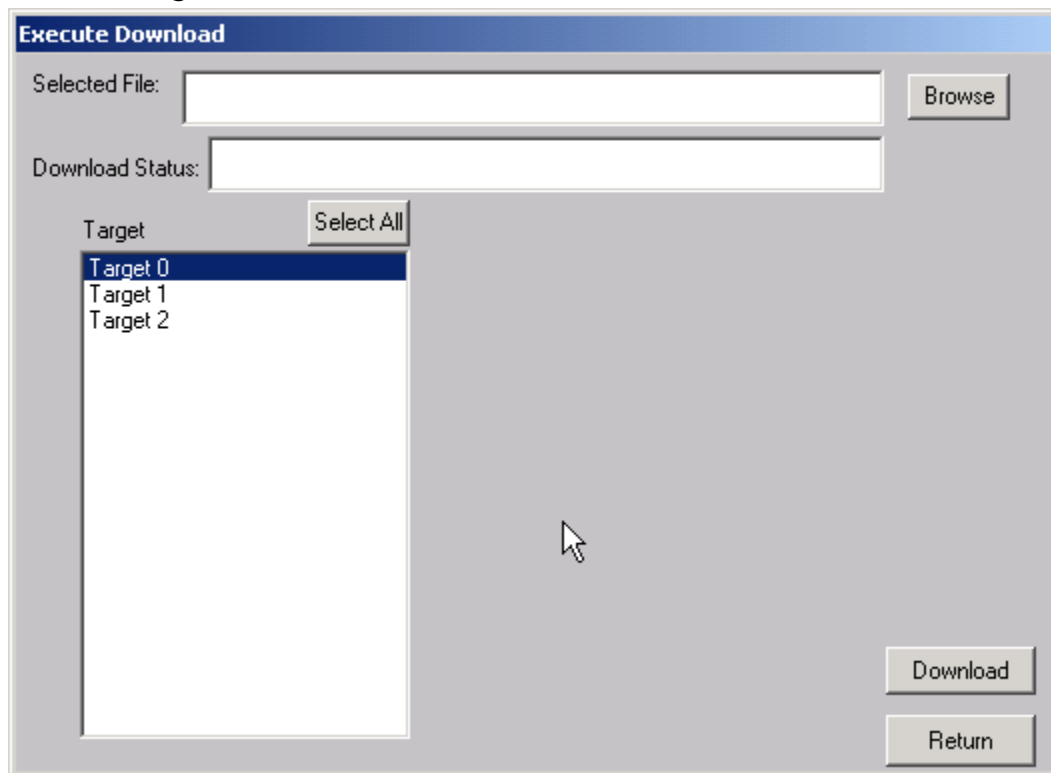 Execute Download
Selected File:
Browse
Download Status:
Target
Select All
Target 0
Target 1
Target 2
Download
Return